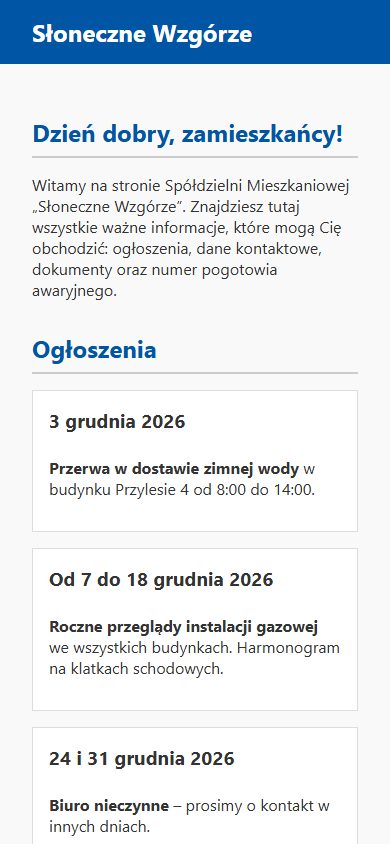 Słoneczne Wzgórze
Dzień dobry, zamieszkańcy!
Witamy na stronie Spółdzielni Mieszkaniowej
„Słoneczne Wzgórze”. Znajdziesz tutaj
wszystkie ważne informacje, które mogą Cię
obchodzić: ogłoszenia, dane kontaktowe,
dokumenty oraz numer pogotowia
awaryjnego.
Ogłoszenia
3 grudnia 2026
Przerwa w dostawie zimnej wody w
budynku Przylesie 4 od 8:00 do 14:00.
Od 7 do 18 grudnia 2026
Roczne przeglądy instalacji gazowej
we wszystkich budynkach. Harmonogram
na klatkach schodowych.
24 i 31 grudnia 2026
Biuro nieczynne – prosimy o kontakt w
innych dniach.